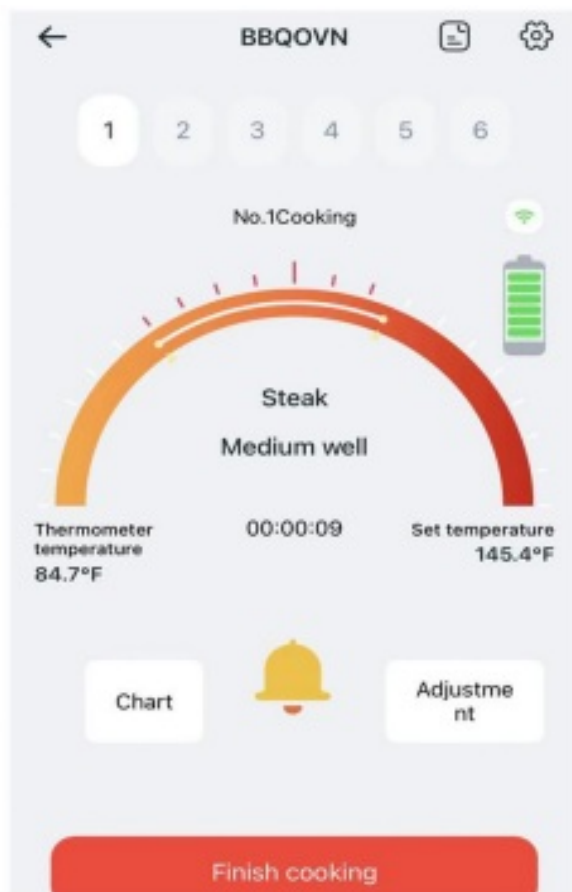 BBQOVN
1 2 3 4 5 6
No.1Cooking
Steak
Medium well
00:00:09
Thermometer
temperature
84.7°F
Set temperature
145.4°F
Chart
Adjustme
nt
Finish cooking